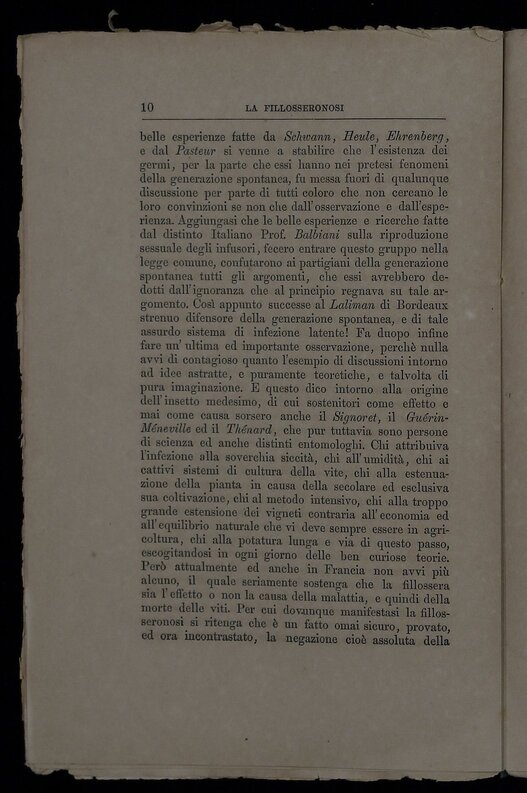 10 LA FILLOSSERONOSI
belle esperienze fatte da Schwann, Heule, Ehrenberg,
e dal Pasteur si venne a stabilire che l'esistenza dei
germi, per la parte che essi hanno nei pretesi fenomeni
della generazione spontanea, fu messa fuori di qualunque
discussione per parte di tutti coloro che non cercano le
loro convinzioni se non che dall'osservazione e dall'espe-
rienza. Aggiungasi che le belle esperienze e ricerche fatte
dal distinto Italiano Prof. Balbiani sulla riproduzione
sessuale degli infusori, fecero entrare questo gruppo nella
legge comune, confutarono ai partigiani della generazione
spontanea tutti gli argomenti, che essi avrebbero de-
dotti dall'ignoranza che al principio regnava su tale ar-
gomento. Così appunto successe al Laliman di Bordeaux
strenuo difensore della generazione spontanea, e di tale
assurdo sistema di infezione latente! Fa duopo infine
fare un' ultima ed importante osservazione, perchè nulla
avvi di contagioso quanto l'esempio di discussioni intorno
ad idee astratte, e puramente teoretiche, e talvolta di
pura imaginazione. E questo dico intorno alla origine
dell'insetto medesimo, di cui sostenitori come effetto e
mai come causa sorsero anche il Signoret, il Guérin-
Méneville ed il Thénard, che pur tuttavia sono persone
di scienza ed anche distinti entomologhi. Chi attribuiva
l'infezione alla soverchia siccità, chi all'umidità, chi ai
cattivi sistemi di cultura della vite, chi alla estenua-
zione della pianta in causa della secolare ed esclusiva
sua coltivazione, chi al metodo intensivo, chi alla troppo
grande estensione dei vigneti contraria all'economia ed
all'equilibrio naturale che vi deve sempre essere in agri-
coltura, chi alla potatura lunga e via di questo passo,
escogitandosi in ogni giorno delle ben curiose teorie.
Però attualmente ed anche in Francia non avvi più
alcuno, il quale seriamente sostenga che la fillossera
sia l'effetto o non la causa della malattia, e quindi della
morte delle viti. Per cui dovunque manifestasi la fillos-
seronosi si ritenga che è un fatto omai sicuro, provato,
ed ora incontrastato, la negazione cioè assoluta della